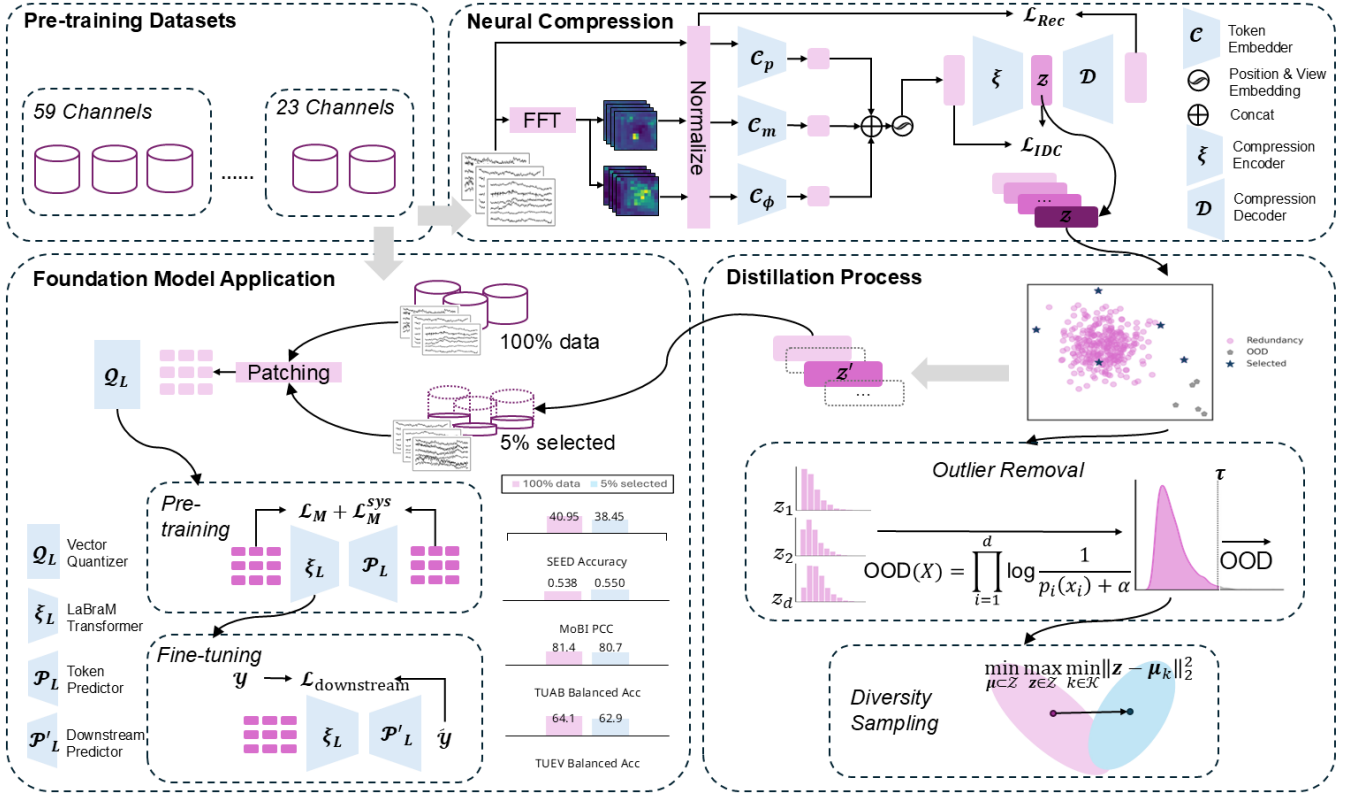 Pre-training Datasets
59 Channels
......
23 Channels
Neural Compression
FFT
Normalize
𝓒_p
𝓒_m
𝓒_ϕ
ξ
z
𝓓
ℒ_Rec
ℒ_IDC
...
z
𝓒 Token
Embedder
Position & View
Embedding
Concat
ξ Compression
Encoder
𝓓 Compression
Decoder
Foundation Model Application
100% data
Patching
𝓠_L
5% selected
Pre-
training
ℒ_M + ℒ_M^sys
ξ_L
𝓟_L
Fine-tuning
𝓎
ℒ_downstream
ξ_L
𝓟'_L
𝓎́
𝓠_L Vector
Quantizer
ξ_L LaBraM
Transformer
𝓟_L Token
Predictor
𝓟'_L Downstream
Predictor
100% data 5% selected
40.95 38.45
SEED Accuracy
0.538 0.550
MoBI PCC
81.4 80.7
TUAB Balanced Acc
64.1 62.9
TUEV Balanced Acc
Distillation Process
z'
...
Redundancy
OOD
Selected
Outlier Removal
z_1
z_2
z_d
OOD(X) = ∏_{i=1}^{d} log 1/(p_i(x_i) + α)
τ
OOD
Diversity
Sampling
min_{μ⊂Z} max_{z∈Z} min_{k∈K} ‖z − μ_k‖_2^2